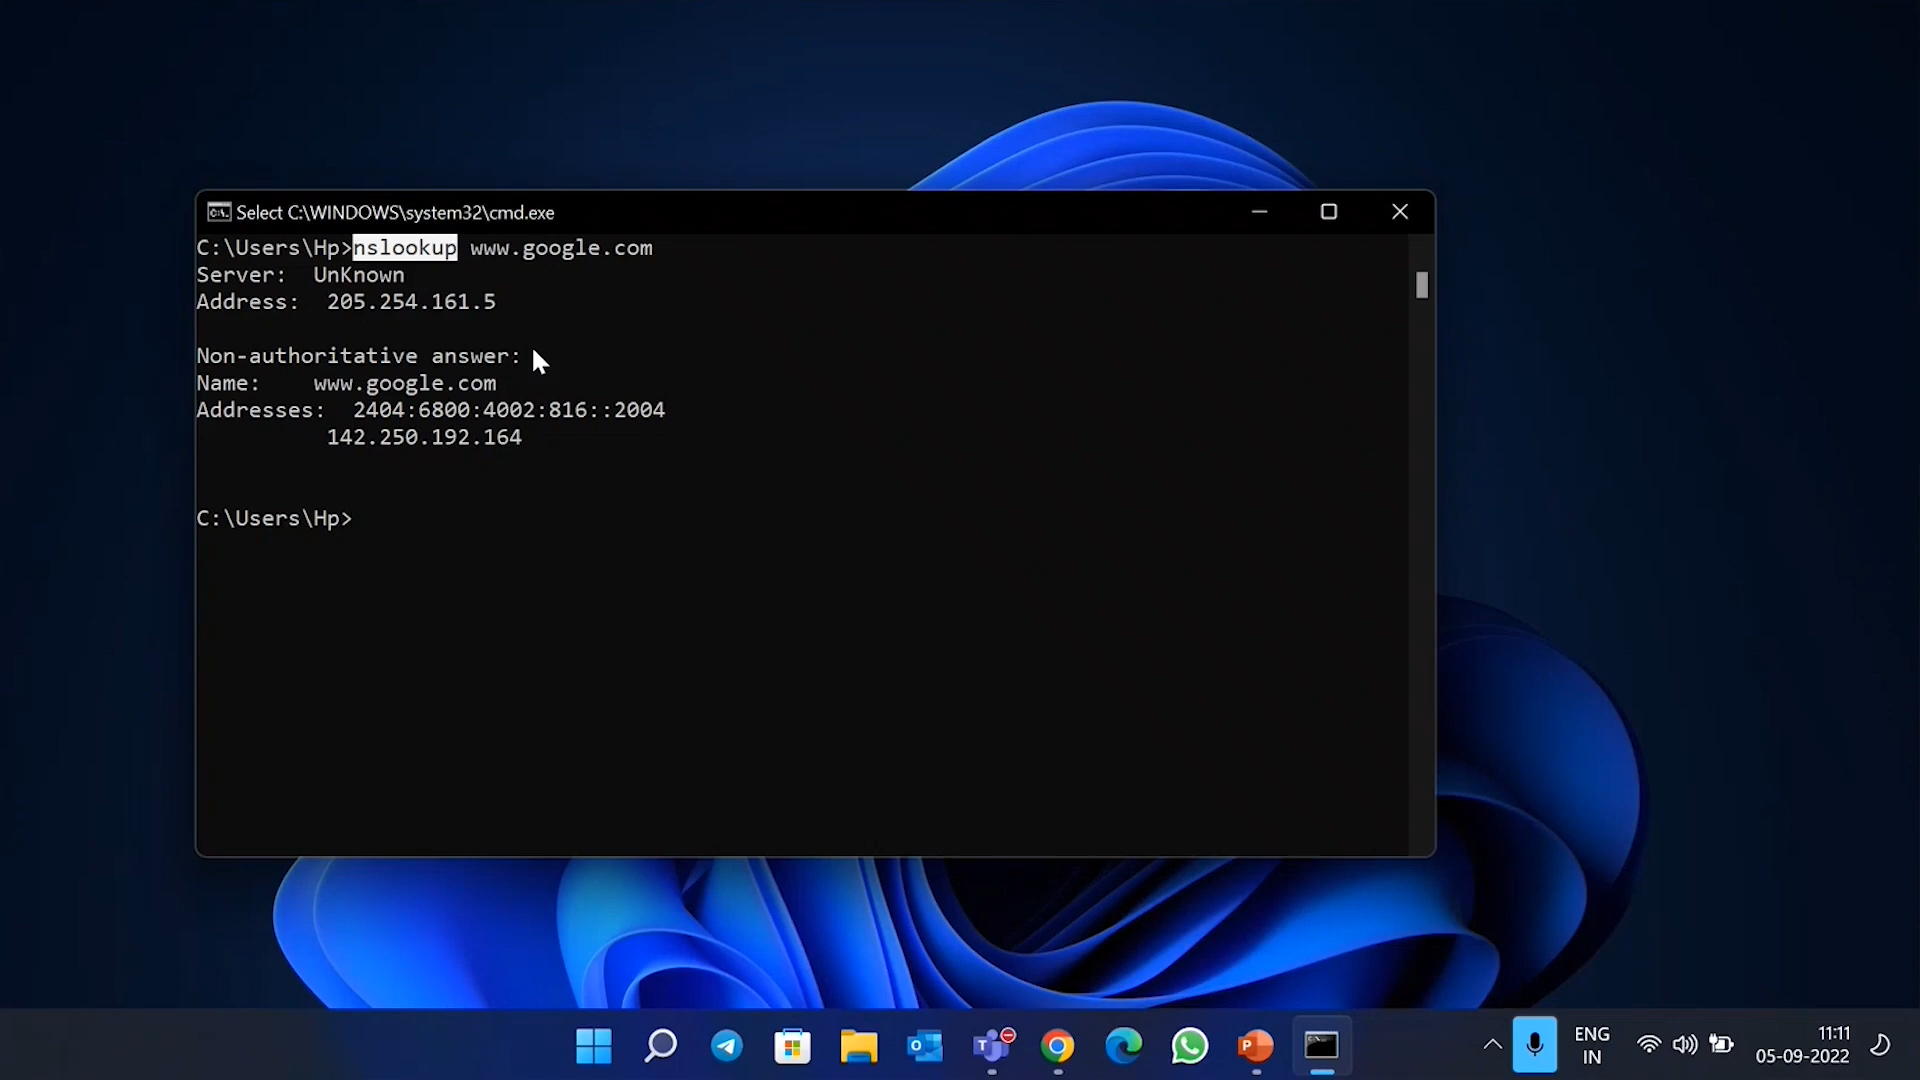 Select C:\WINDOWS\system32\cmd.exe
C:\Users\Hp>nslookup www.google.com
Server:  UnKnown
Address:  205.254.161.5
Non-authoritative answer:
Name:    www.google.com
Addresses:  2404:6800:4002:816::2004
142.250.192.164
C:\Users\Hp>
ENG
IN
11:11
05-09-2022